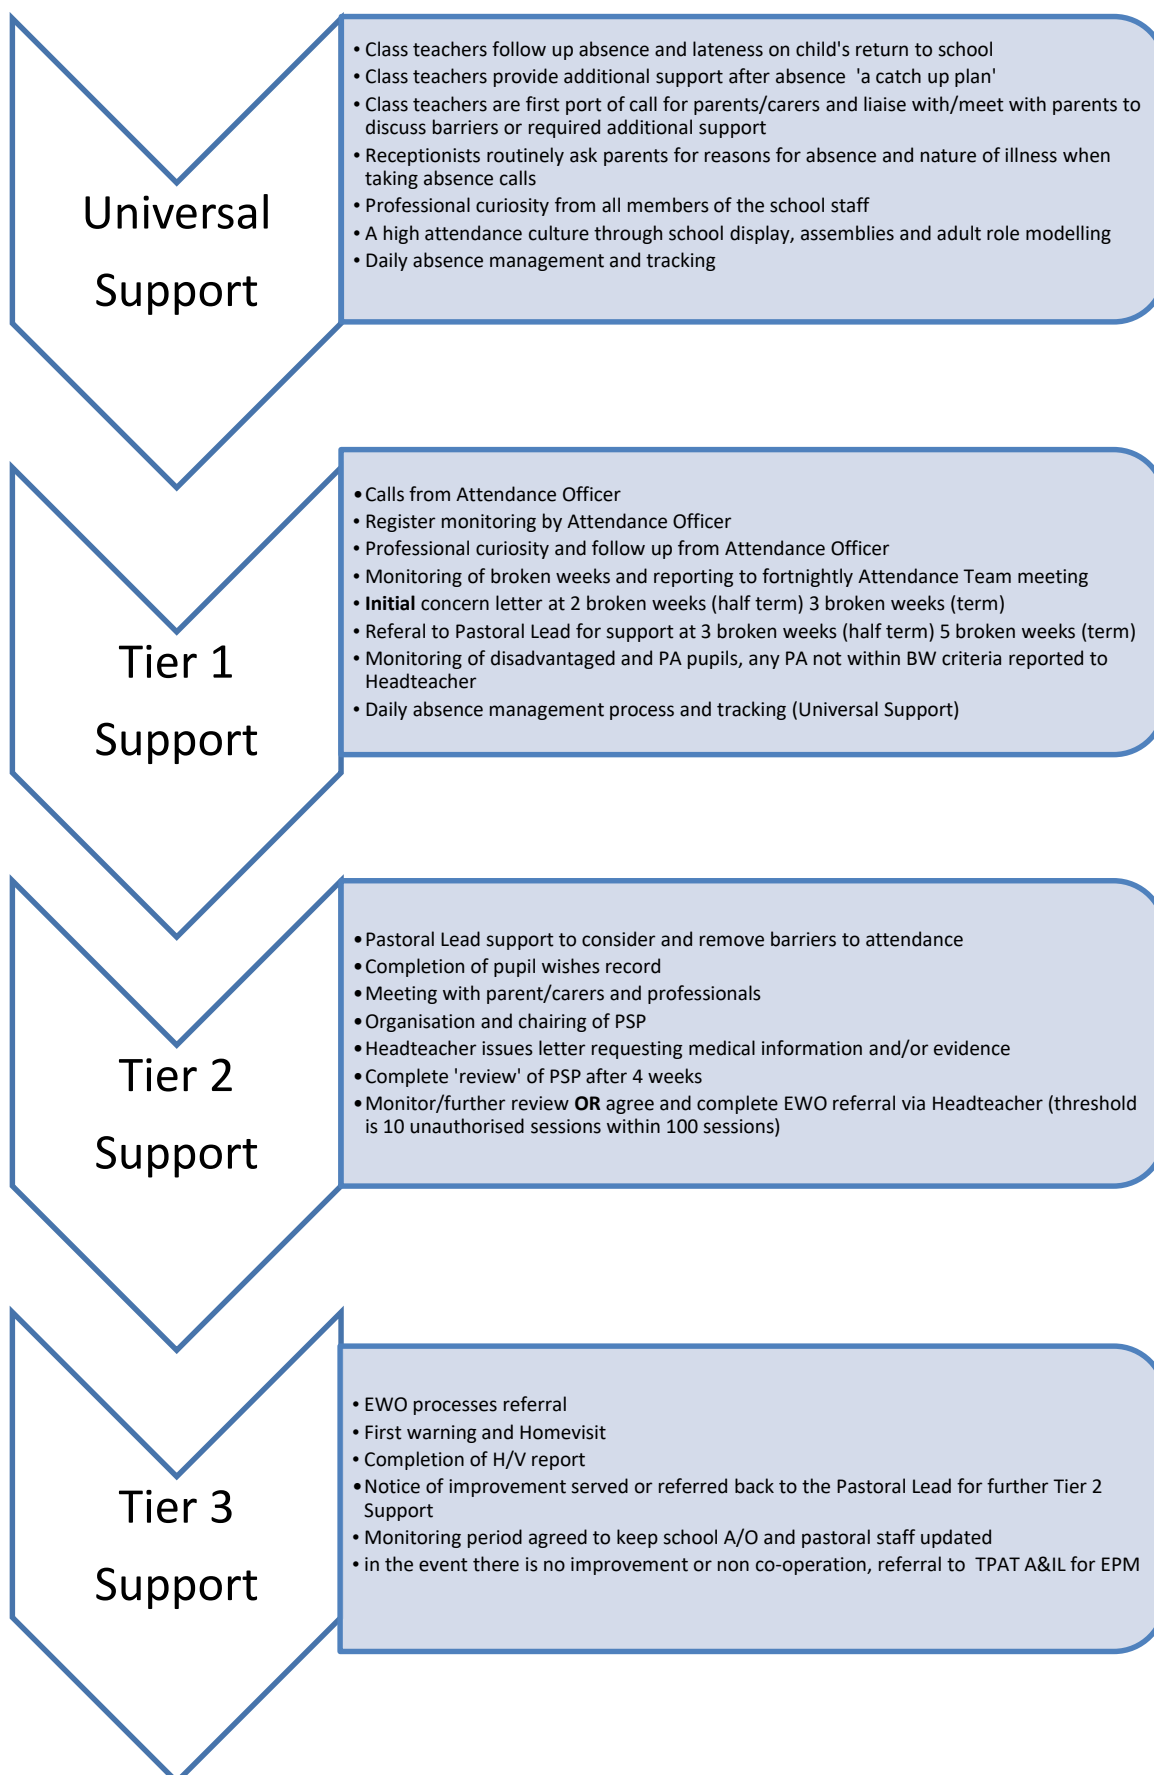 Universal
Support
• Class teachers follow up absence and lateness on child's return to school
• Class teachers provide additional support after absence 'a catch up plan'
• Class teachers are first port of call for parents/carers and liaise with/meet with parents to
discuss barriers or required additional support
• Receptionists routinely ask parents for reasons for absence and nature of illness when
taking absence calls
• Professional curiosity from all members of the school staff
• A high attendance culture through school display, assemblies and adult role modelling
• Daily absence management and tracking
Tier 1
Support
• Calls from Attendance Officer
• Register monitoring by Attendance Officer
• Professional curiosity and follow up from Attendance Officer
• Monitoring of broken weeks and reporting to fortnightly Attendance Team meeting
• Initial concern letter at 2 broken weeks (half term) 3 broken weeks (term)
• Referal to Pastoral Lead for support at 3 broken weeks (half term) 5 broken weeks (term)
• Monitoring of disadvantaged and PA pupils, any PA not within BW criteria reported to
Headteacher
• Daily absence management process and tracking (Universal Support)
Tier 2
Support
• Pastoral Lead support to consider and remove barriers to attendance
• Completion of pupil wishes record
• Meeting with parent/carers and professionals
• Organisation and chairing of PSP
• Headteacher issues letter requesting medical information and/or evidence
• Complete 'review' of PSP after 4 weeks
• Monitor/further review OR agree and complete EWO referral via Headteacher (threshold
is 10 unauthorised sessions within 100 sessions)
Tier 3
Support
• EWO processes referral
• First warning and Homevisit
• Completion of H/V report
• Notice of improvement served or referred back to the Pastoral Lead for further Tier 2
Support
• Monitoring period agreed to keep school A/O and pastoral staff updated
• in the event there is no improvement or non co-operation, referral to TPAT A&IL for EPM